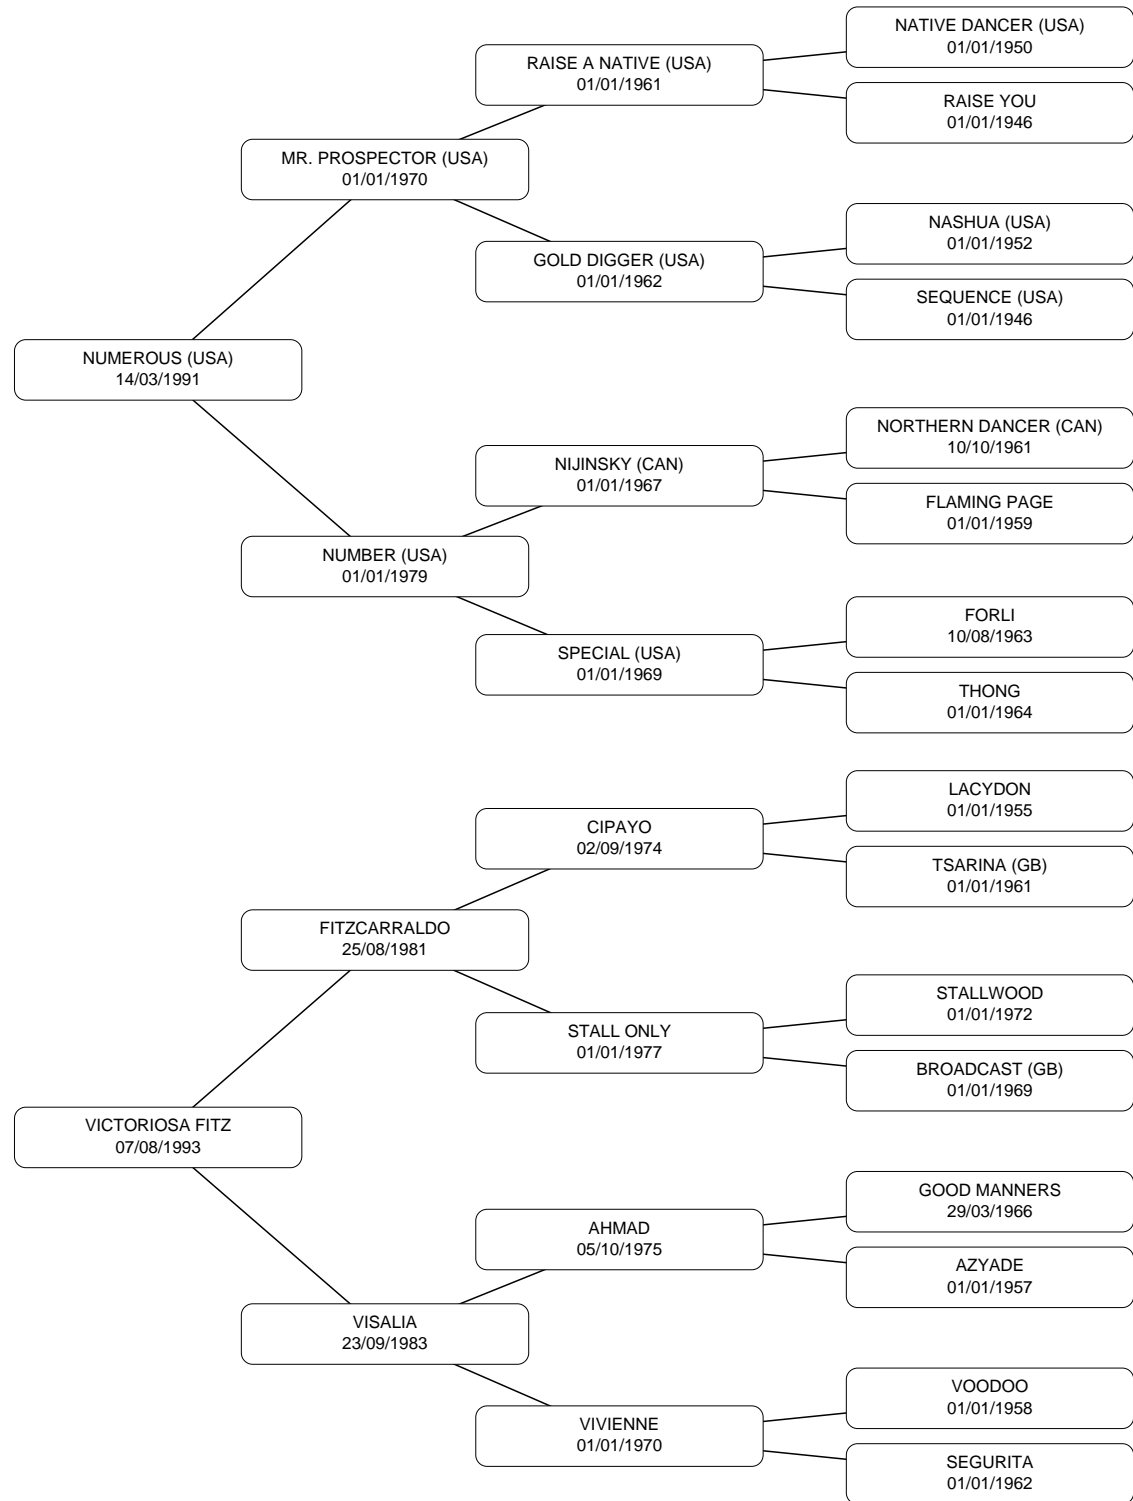 NATIVE DANCER (USA)
01/01/1950
RAISE A NATIVE (USA)
01/01/1961
RAISE YOU
01/01/1946
MR. PROSPECTOR (USA)
01/01/1970
NASHUA (USA)
01/01/1952
GOLD DIGGER (USA)
01/01/1962
SEQUENCE (USA)
01/01/1946
NUMEROUS (USA)
14/03/1991
NORTHERN DANCER (CAN)
10/10/1961
NIJINSKY (CAN)
01/01/1967
FLAMING PAGE
01/01/1959
NUMBER (USA)
01/01/1979
FORLI
10/08/1963
SPECIAL (USA)
01/01/1969
THONG
01/01/1964
LACYDON
01/01/1955
CIPAYO
02/09/1974
TSARINA (GB)
01/01/1961
FITZCARRALDO
25/08/1981
STALLWOOD
01/01/1972
STALL ONLY
01/01/1977
BROADCAST (GB)
01/01/1969
VICTORIOSA FITZ
07/08/1993
GOOD MANNERS
29/03/1966
AHMAD
05/10/1975
AZYADE
01/01/1957
VISALIA
23/09/1983
VOODOO
01/01/1958
VIVIENNE
01/01/1970
SEGURITA
01/01/1962